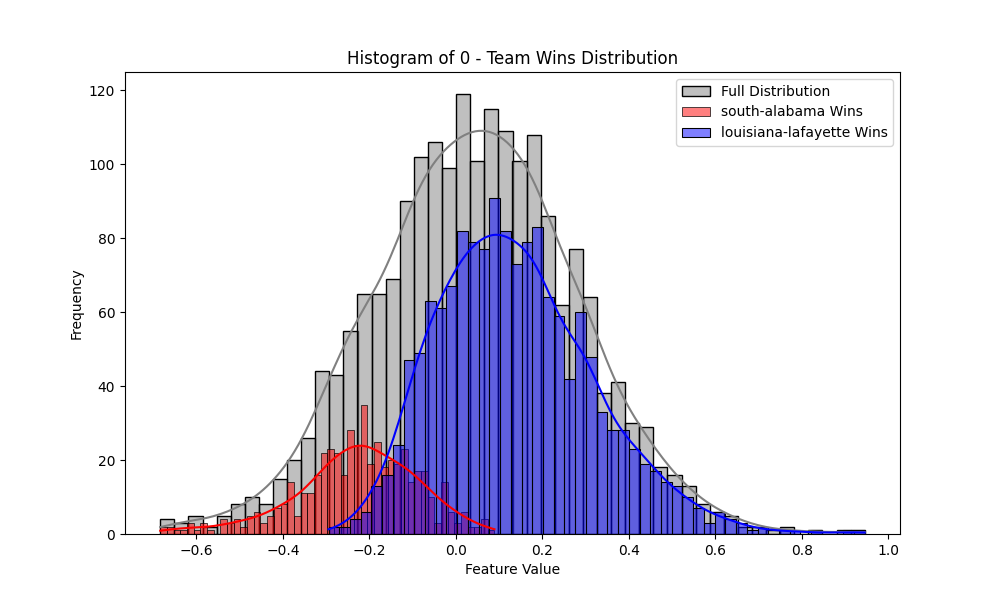 Histogram of 0 - Team Wins Distribution
Full Distribution
south-alabama Wins
louisiana-lafayette Wins
Frequency
120
100
80
60
40
20
0
−0.6 −0.4 −0.2 0.0 0.2 0.4 0.6 0.8 1.0
Feature Value